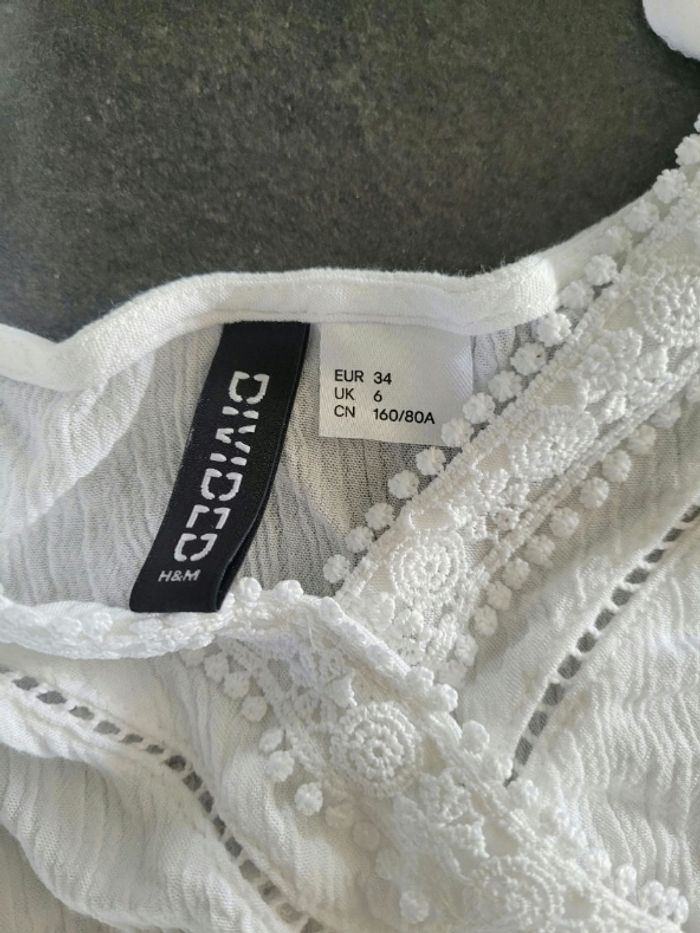 DIVIDED
H&M
EUR 34
UK 6
CN 160/80A